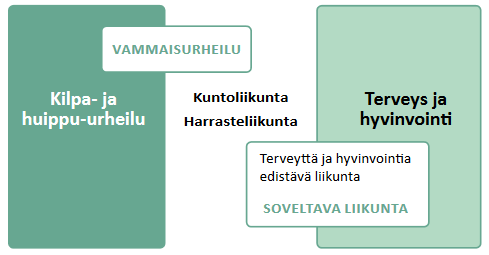 VAMMAISURHEILU
Kilpa- ja
huippu-urheilu
Kuntoliikunta
Harrasteliikunta
Terveys ja
hyvinvointi
Terveyttä ja hyvinvointia
edistävä liikunta
SOVELTAVA LIIKUNTA